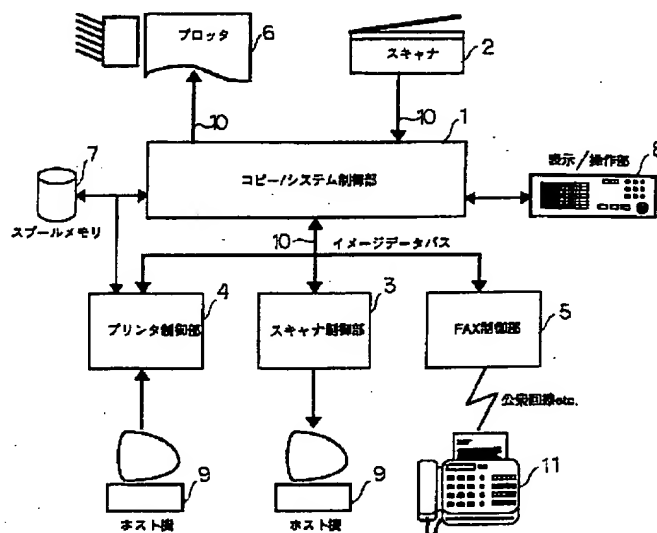 プロッタ
6
スキャナ
2
10
10
1
コピー/システム制御部
7
スプールメモリ
表示/操作部
8
10
イメージデータバス
プリンタ制御部
4
スキャナ制御部
3
FAX制御部
5
公衆回線etc.
9
ホスト機
9
ホスト機
11